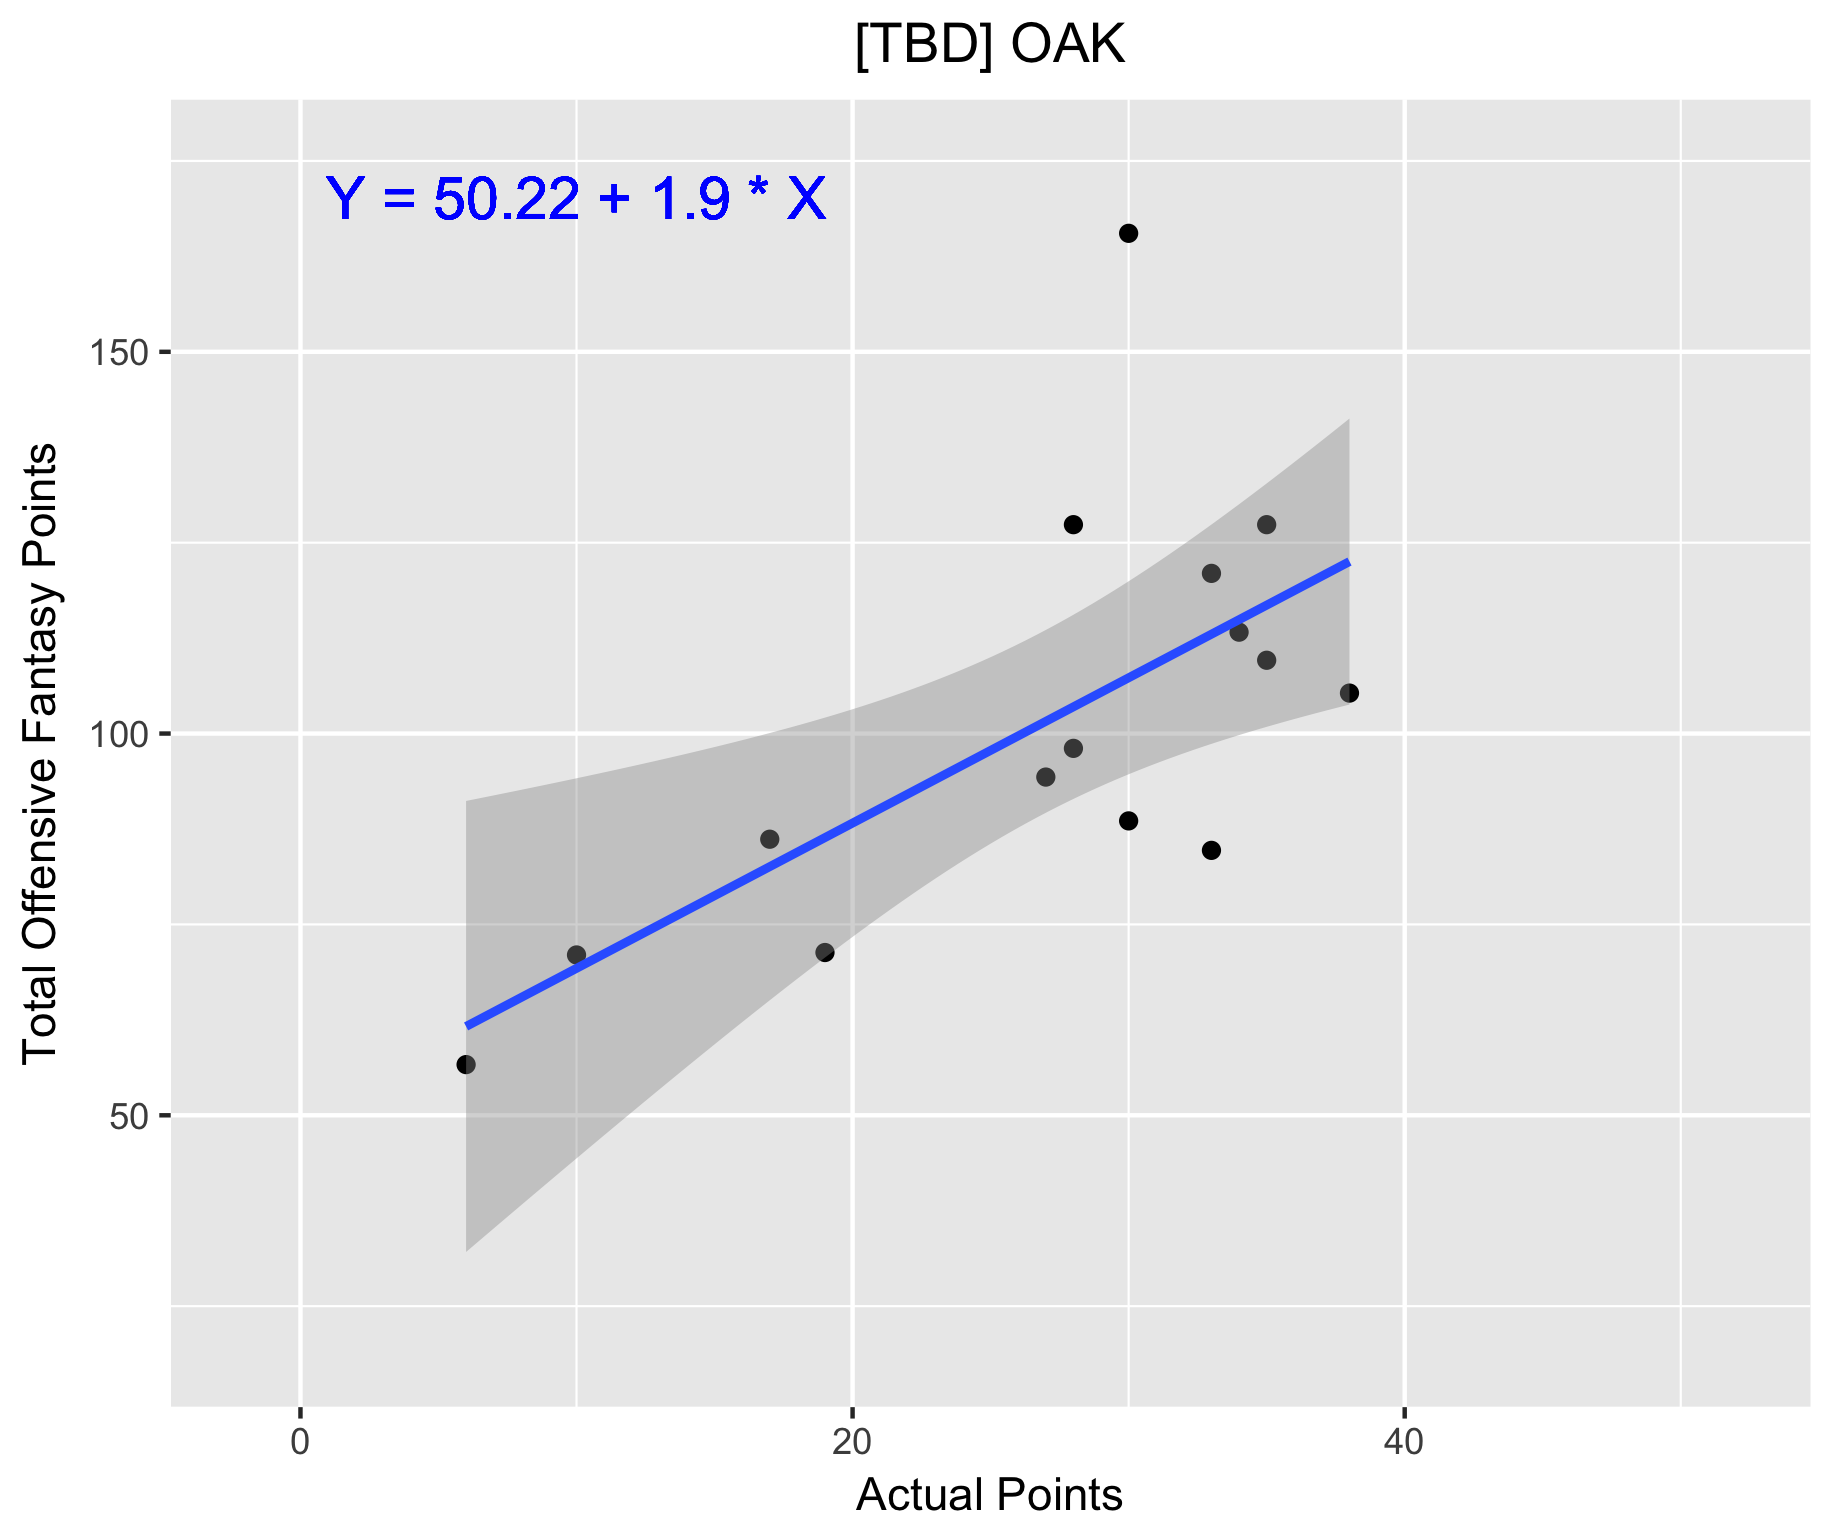 [TBD] OAK
Y = 50.22 + 1.9 * X
150
100
50
Total Offensive Fantasy Points
0 20 40
Actual Points